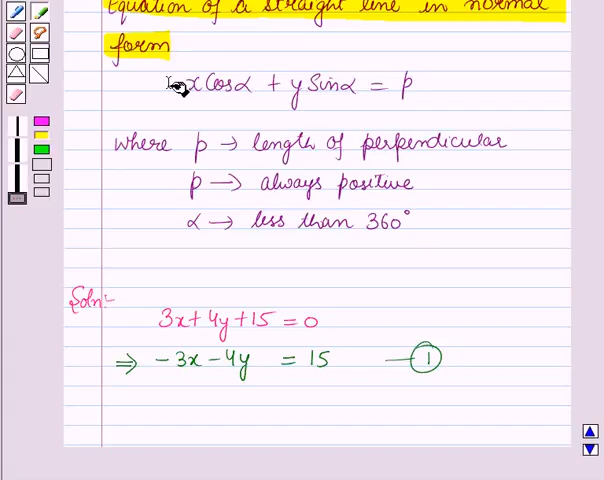 Equation of a straight line in normal
form
x Cosα + y Sinα = p
where p → length of perpendicular
p → always positive
α → less than 360°
Soln:-
3x + 4y + 15 = 0
⇒ -3x - 4y = 15 —①